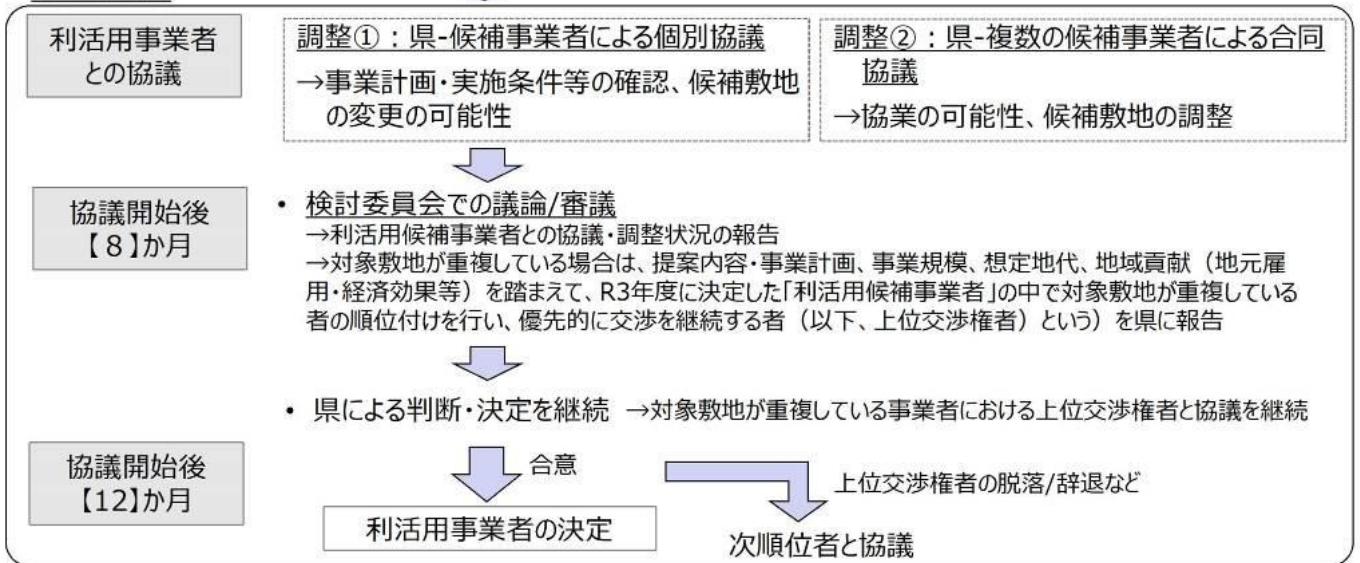 利活用事業者
との協議
調整①：県-候補事業者による個別協議
→事業計画・実施条件等の確認、候補敷地
の変更の可能性
調整②：県-複数の候補事業者による合同
協議
→協業の可能性、候補敷地の調整
協議開始後
【８】か月
• 検討委員会での議論/審議
→利活用候補事業者との協議・調整状況の報告
→対象敷地が重複している場合は、提案内容・事業計画、事業規模、想定地代、地域貢献（地元雇
用・経済効果等）を踏まえて、R3年度に決定した「利活用候補事業者」の中で対象敷地が重複している
者の順位付けを行い、優先的に交渉を継続する者（以下、上位交渉権者）という）を県に報告
• 県による判断・決定を継続 →対象敷地が重複している事業者における上位交渉権者と協議を継続
協議開始後
【12】か月
合意
上位交渉権者の脱落/辞退など
利活用事業者の決定
次順位者と協議